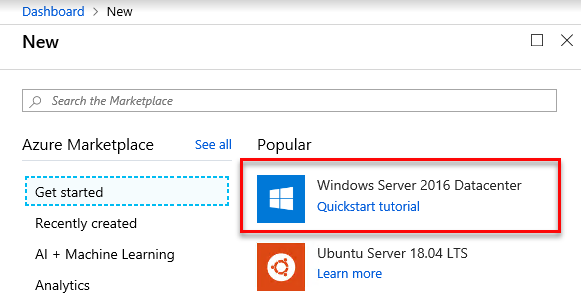 Dashboard > New
New
Search the Marketplace
Azure Marketplace See all
Popular
Get started
Recently created
AI + Machine Learning
Analytics
Windows Server 2016 Datacenter
Quickstart tutorial
Ubuntu Server 18.04 LTS
Learn more